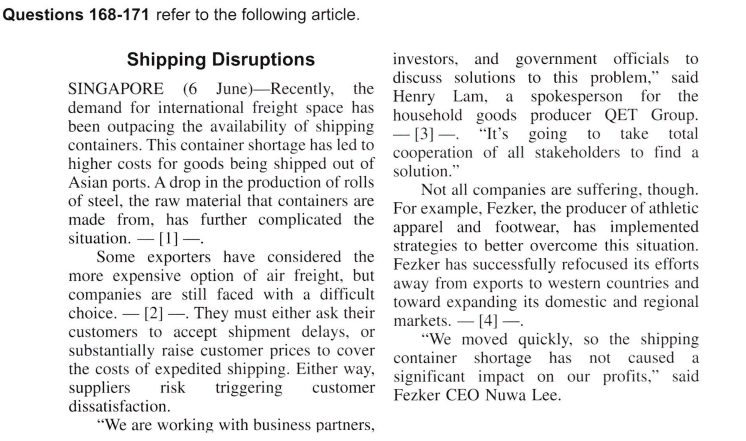 Questions 168-171 refer to the following article.
Shipping Disruptions
SINGAPORE (6 June)—Recently, the
demand for international freight space has
been outpacing the availability of shipping
containers. This container shortage has led to
higher costs for goods being shipped out of
Asian ports. A drop in the production of rolls
of steel, the raw material that containers are
made from, has further complicated the
situation. — [1] —.
Some exporters have considered the
more expensive option of air freight, but
companies are still faced with a difficult
choice. — [2] —. They must either ask their
customers to accept shipment delays, or
substantially raise customer prices to cover
the costs of expedited shipping. Either way,
suppliers risk triggering customer
dissatisfaction.
“We are working with business partners,
investors, and government officials to
discuss solutions to this problem,” said
Henry Lam, a spokesperson for the
household goods producer QET Group.
— [3] —. “It’s going to take total
cooperation of all stakeholders to find a
solution.”
Not all companies are suffering, though.
For example, Fezker, the producer of athletic
apparel and footwear, has implemented
strategies to better overcome this situation.
Fezker has successfully refocused its efforts
away from exports to western countries and
toward expanding its domestic and regional
markets. — [4] —.
“We moved quickly, so the shipping
container shortage has not caused a
significant impact on our profits,” said
Fezker CEO Nuwa Lee.